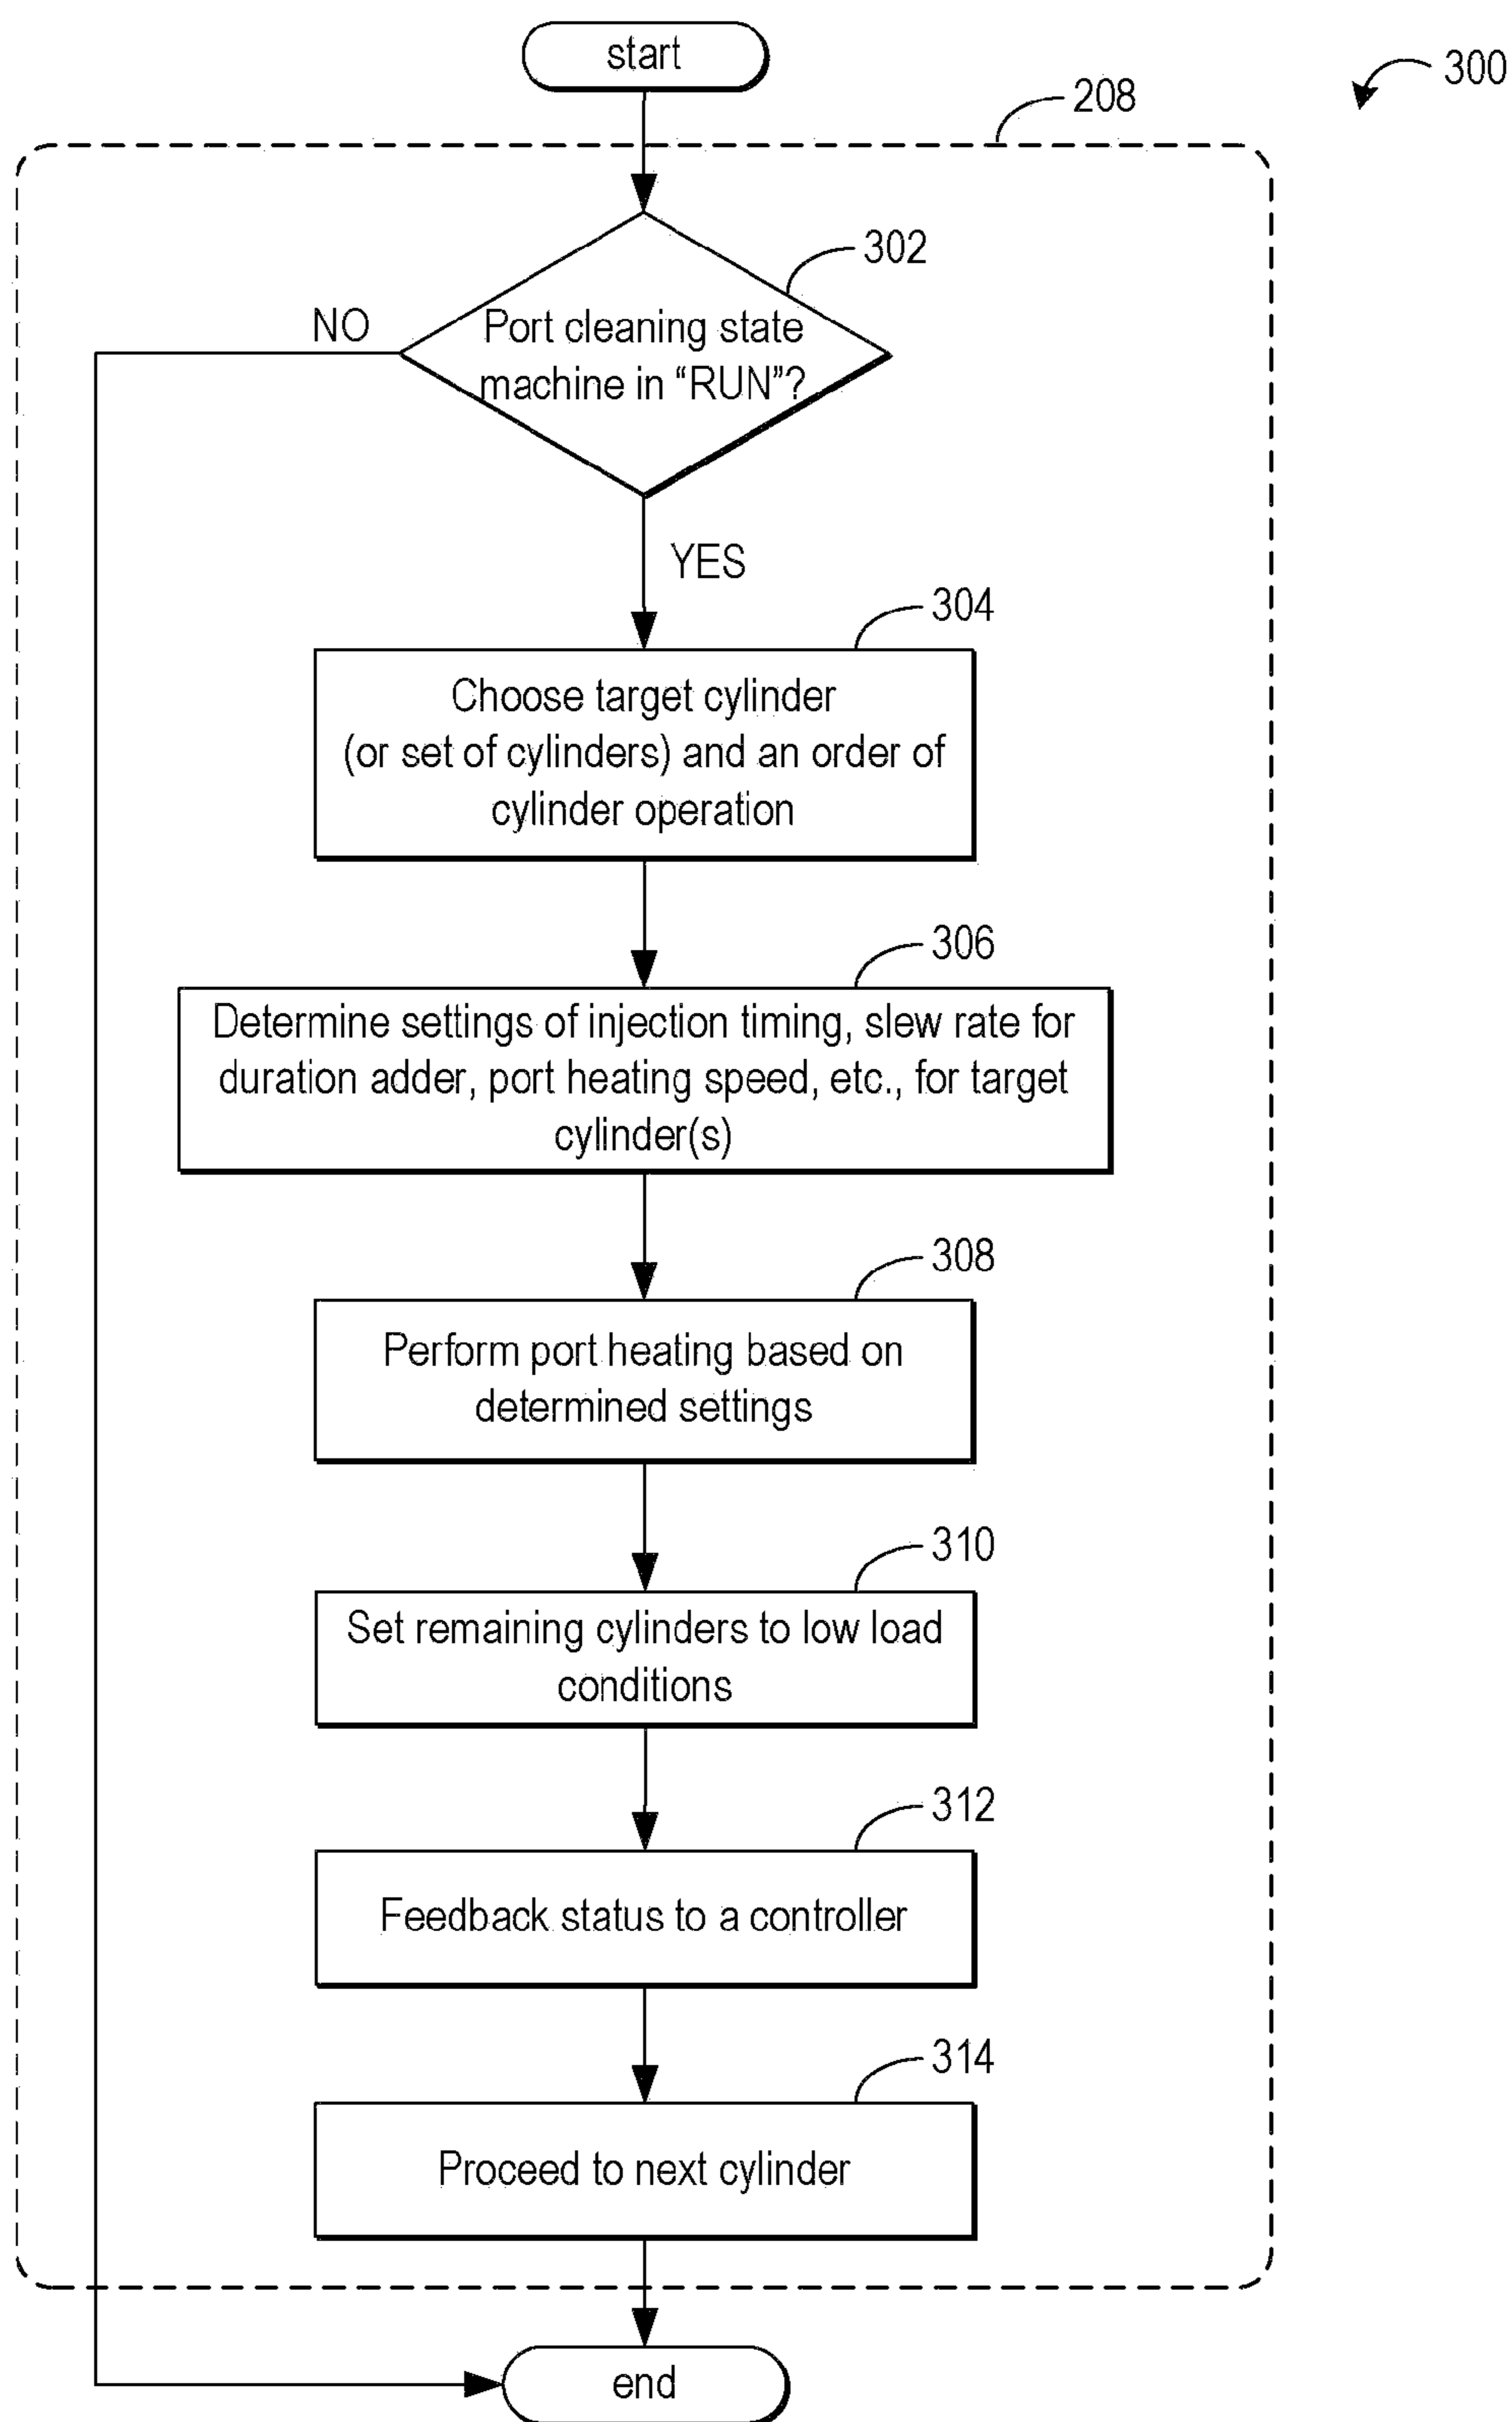 start
300
208
302
NO
Port cleaning state
machine in “RUN”?
YES
304
Choose target cylinder
(or set of cylinders) and an order of
cylinder operation
306
Determine settings of injection timing, slew rate for
duration adder, port heating speed, etc., for target
cylinder(s)
308
Perform port heating based on
determined settings
310
Set remaining cylinders to low load
conditions
312
Feedback status to a controller
314
Proceed to next cylinder
end